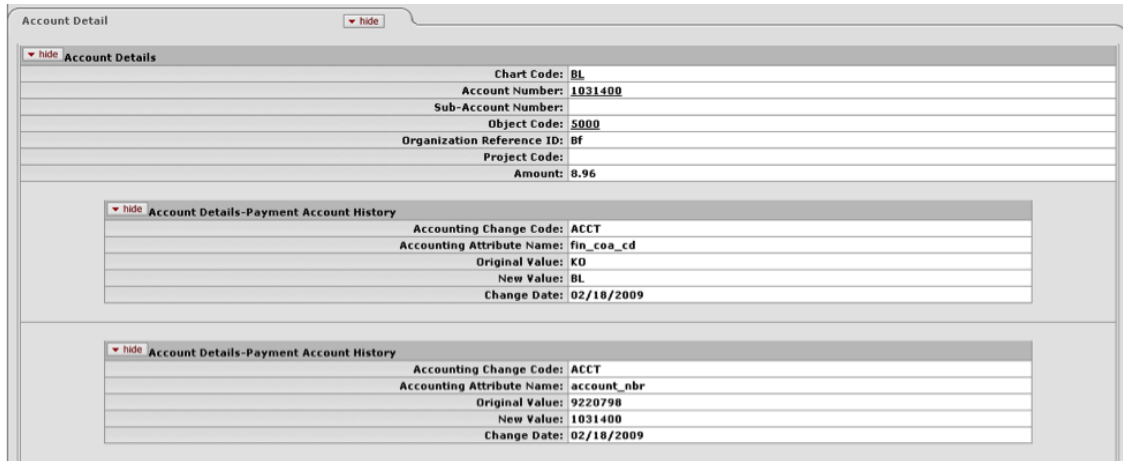 Account Detail
hide
hide Account Details
Chart Code: BL
Account Number: 1031400
Sub-Account Number:
Object Code: 5000
Organization Reference ID: Bf
Project Code:
Amount: 8.96
hide Account Details-Payment Account History
Accounting Change Code: ACCT
Accounting Attribute Name: fin_coa_cd
Original Value: KO
New Value: BL
Change Date: 02/18/2009
hide Account Details-Payment Account History
Accounting Change Code: ACCT
Accounting Attribute Name: account_nbr
Original Value: 9220798
New Value: 1031400
Change Date: 02/18/2009